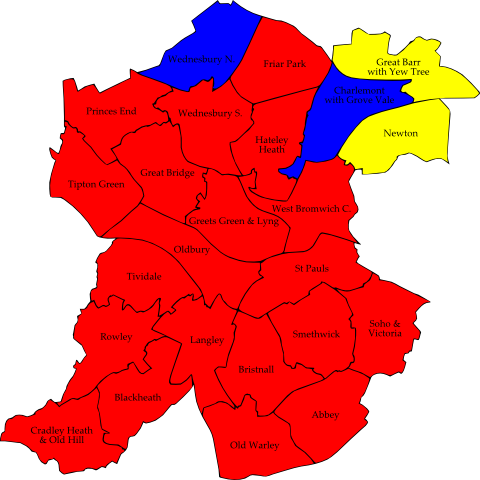 Wednesbury N.
Friar Park
Great Barr
with Yew Tree
Charlemont
with Grove Vale
Princes End
Wednesbury S.
Hateley
Heath
Newton
Tipton Green
Great Bridge
West Bromwich C.
Greets Green & Lyng
Oldbury
St Pauls
Tividale
Rowley
Langley
Smethwick
Soho &
Victoria
Bristnall
Blackheath
Abbey
Cradley Heath
& Old Hill
Old Warley